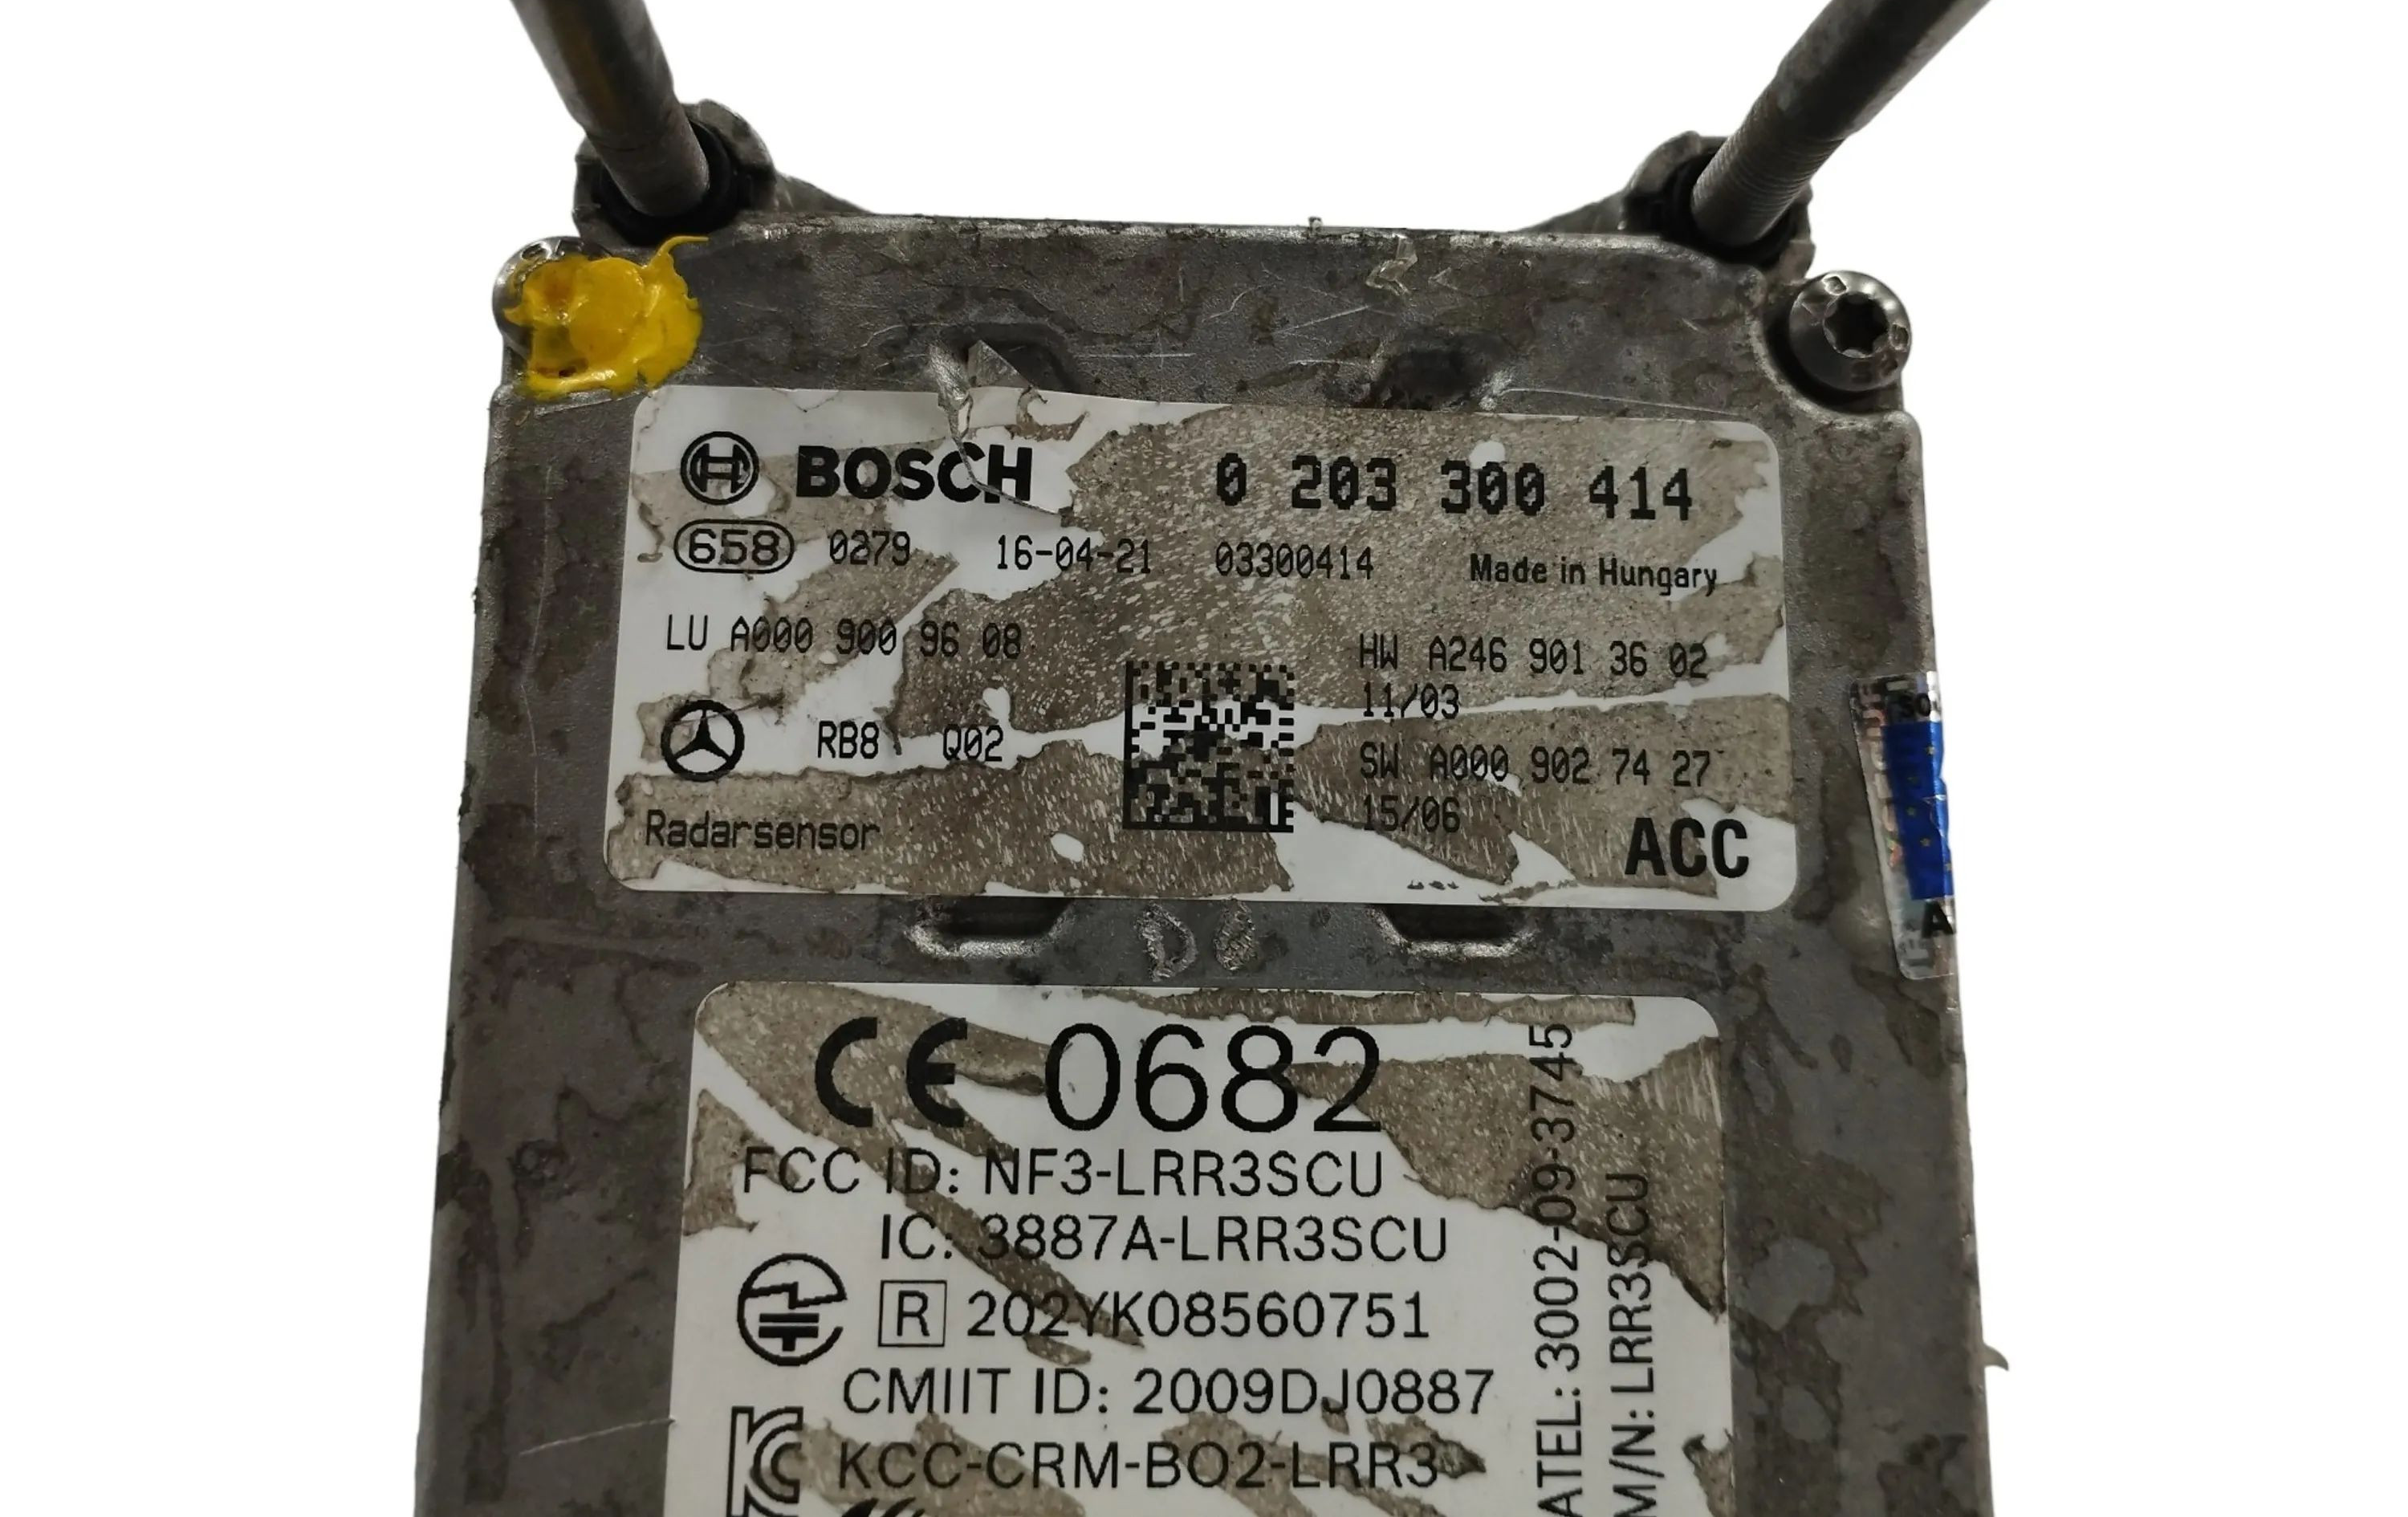 BOSCH 0 203 300 414
658 0279 16-04-21 03300414 Made in Hungary
LU A000 900 96 08
HW A246 901 36 02
11/03
RB8 Q02
SW A000 902 74 27
15/06
Radarsensor
ACC
CE 0682
FCC ID: NF3-LRR3SCU
IC: 3887A-LRR3SCU
R 202YK08560751
CMIIT ID: 2009DJ0887
KCC-CRM-BO2-LRR3
ATEL: 3002-09-3745
M/N: LRR3SCU